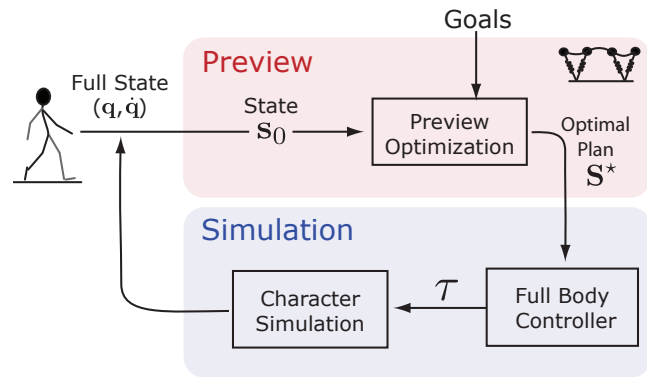 Goals
Preview
Full State
(q, q̇)
State
s₀
Preview
Optimization
Optimal
Plan
S⋆
Simulation
Character
Simulation
τ
Full Body
Controller